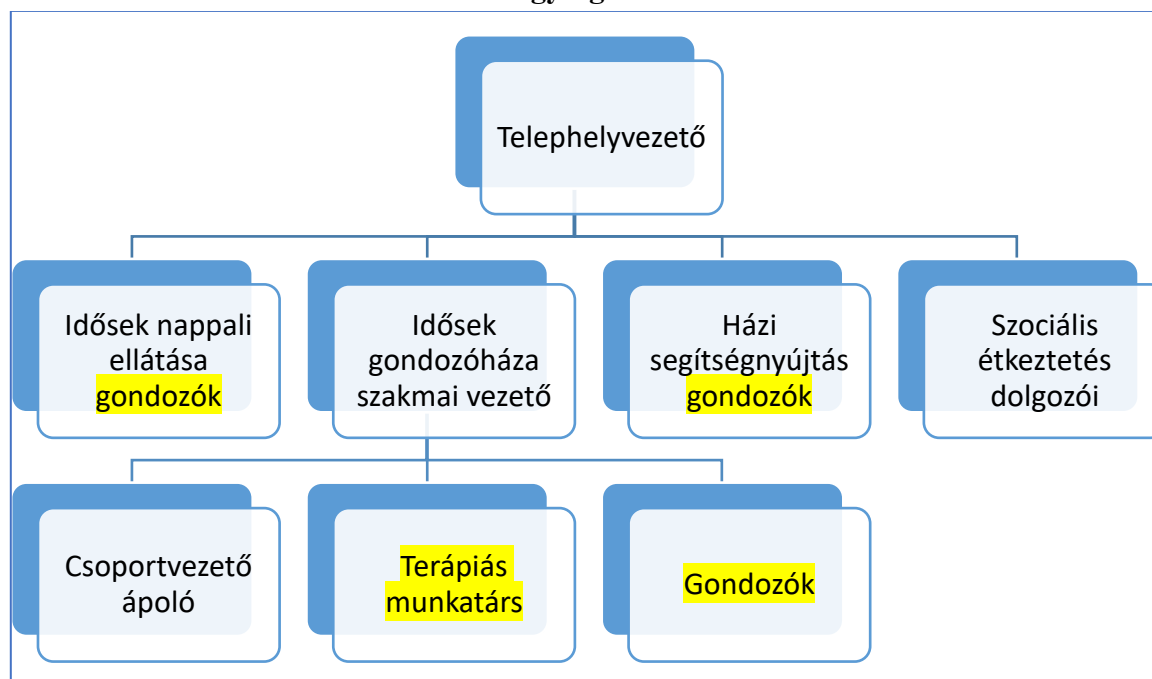 Telephelyvezető
Idősek nappali
ellátása
gondozók
Idősek
gondozóháza
szakmai vezető
Házi
segítségnyújtás
gondozók
Szociális
étkeztetés
dolgozói
Csoportvezető
ápoló
Terápiás
munkatárs
Gondozók